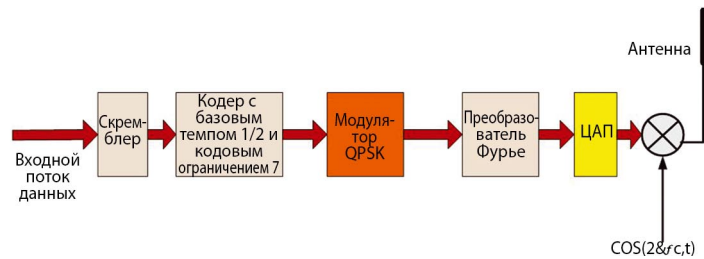 Антенна
Скрем-
блер
Кодер с
базовым
темпом 1/2 и
кодовым
ограничением 7
Модуля-
тор
QPSK
Преобразо-
ватель
Фурье
ЦАП
Входной
поток
данных
COS(2&fc,t)